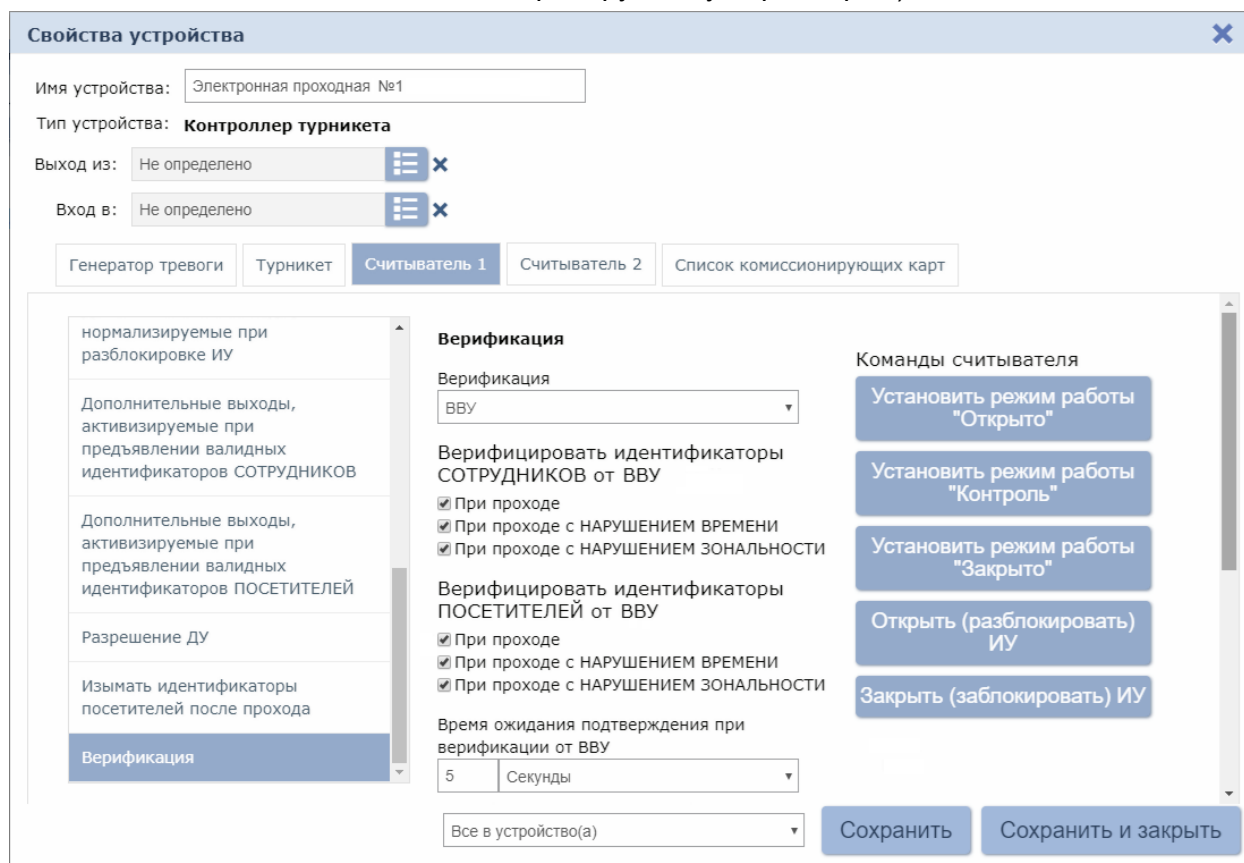 Свойства устройства
Имя устройства: Электронная проходная №1
Тип устройства: Контроллер турникета
Выход из: Не определено
Вход в: Не определено
Генератор тревоги Турникет Считыватель 1 Считыватель 2 Список комиссионирующих карт
нормализируемые при
разблокировке ИУ
Дополнительные выходы,
активизируемые при
предъявлении валидных
идентификаторов СОТРУДНИКОВ
Дополнительные выходы,
активизируемые при
предъявлении валидных
идентификаторов ПОСЕТИТЕЛЕЙ
Разрешение ДУ
Изымать идентификаторы
посетителей после прохода
Верификация
Верификация
Верификация
ВВУ
Верифицировать идентификаторы
СОТРУДНИКОВ от ВВУ
При проходе
При проходе с НАРУШЕНИЕМ ВРЕМЕНИ
При проходе с НАРУШЕНИЕМ ЗОНАЛЬНОСТИ
Верифицировать идентификаторы
ПОСЕТИТЕЛЕЙ от ВВУ
При проходе
При проходе с НАРУШЕНИЕМ ВРЕМЕНИ
При проходе с НАРУШЕНИЕМ ЗОНАЛЬНОСТИ
Время ожидания подтверждения при
верификации от ВВУ
5 Секунды
Команды считывателя
Установить режим работы
"Открыто"
Установить режим работы
"Контроль"
Установить режим работы
"Закрыто"
Открыть (разблокировать)
ИУ
Закрыть (заблокировать) ИУ
Все в устройство(а) Сохранить Сохранить и закрыть